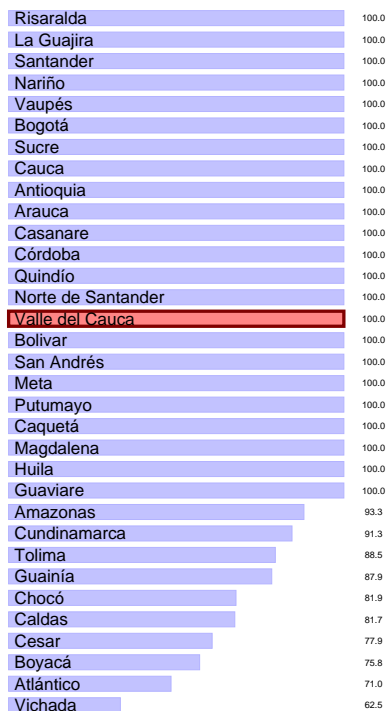 Risaralda 100.0
La Guajira 100.0
Santander 100.0
Nariño 100.0
Vaupés 100.0
Bogotá 100.0
Sucre 100.0
Cauca 100.0
Antioquia 100.0
Arauca 100.0
Casanare 100.0
Córdoba 100.0
Quindío 100.0
Norte de Santander 100.0
Valle del Cauca 100.0
Bolivar 100.0
San Andrés 100.0
Meta 100.0
Putumayo 100.0
Caquetá 100.0
Magdalena 100.0
Huila 100.0
Guaviare 100.0
Amazonas 93.3
Cundinamarca 91.3
Tolima 88.5
Guainía 87.9
Chocó 81.9
Caldas 81.7
Cesar 77.9
Boyacá 75.8
Atlántico 71.0
Vichada 62.5